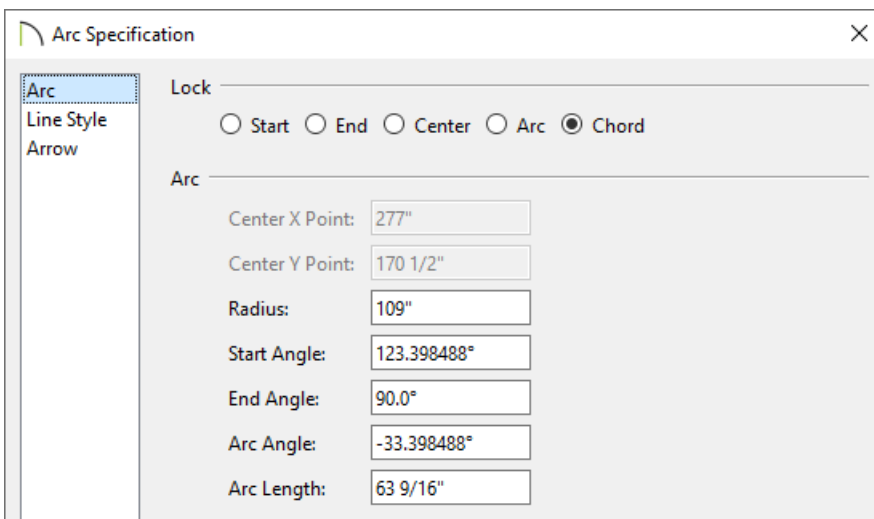 Arc Specification
Arc
Line Style
Arrow
Lock
Start End Center Arc Chord
Arc
Center X Point: 277"
Center Y Point: 170 1/2"
Radius: 109"
Start Angle: 123.398488°
End Angle: 90.0°
Arc Angle: -33.398488°
Arc Length: 63 9/16"